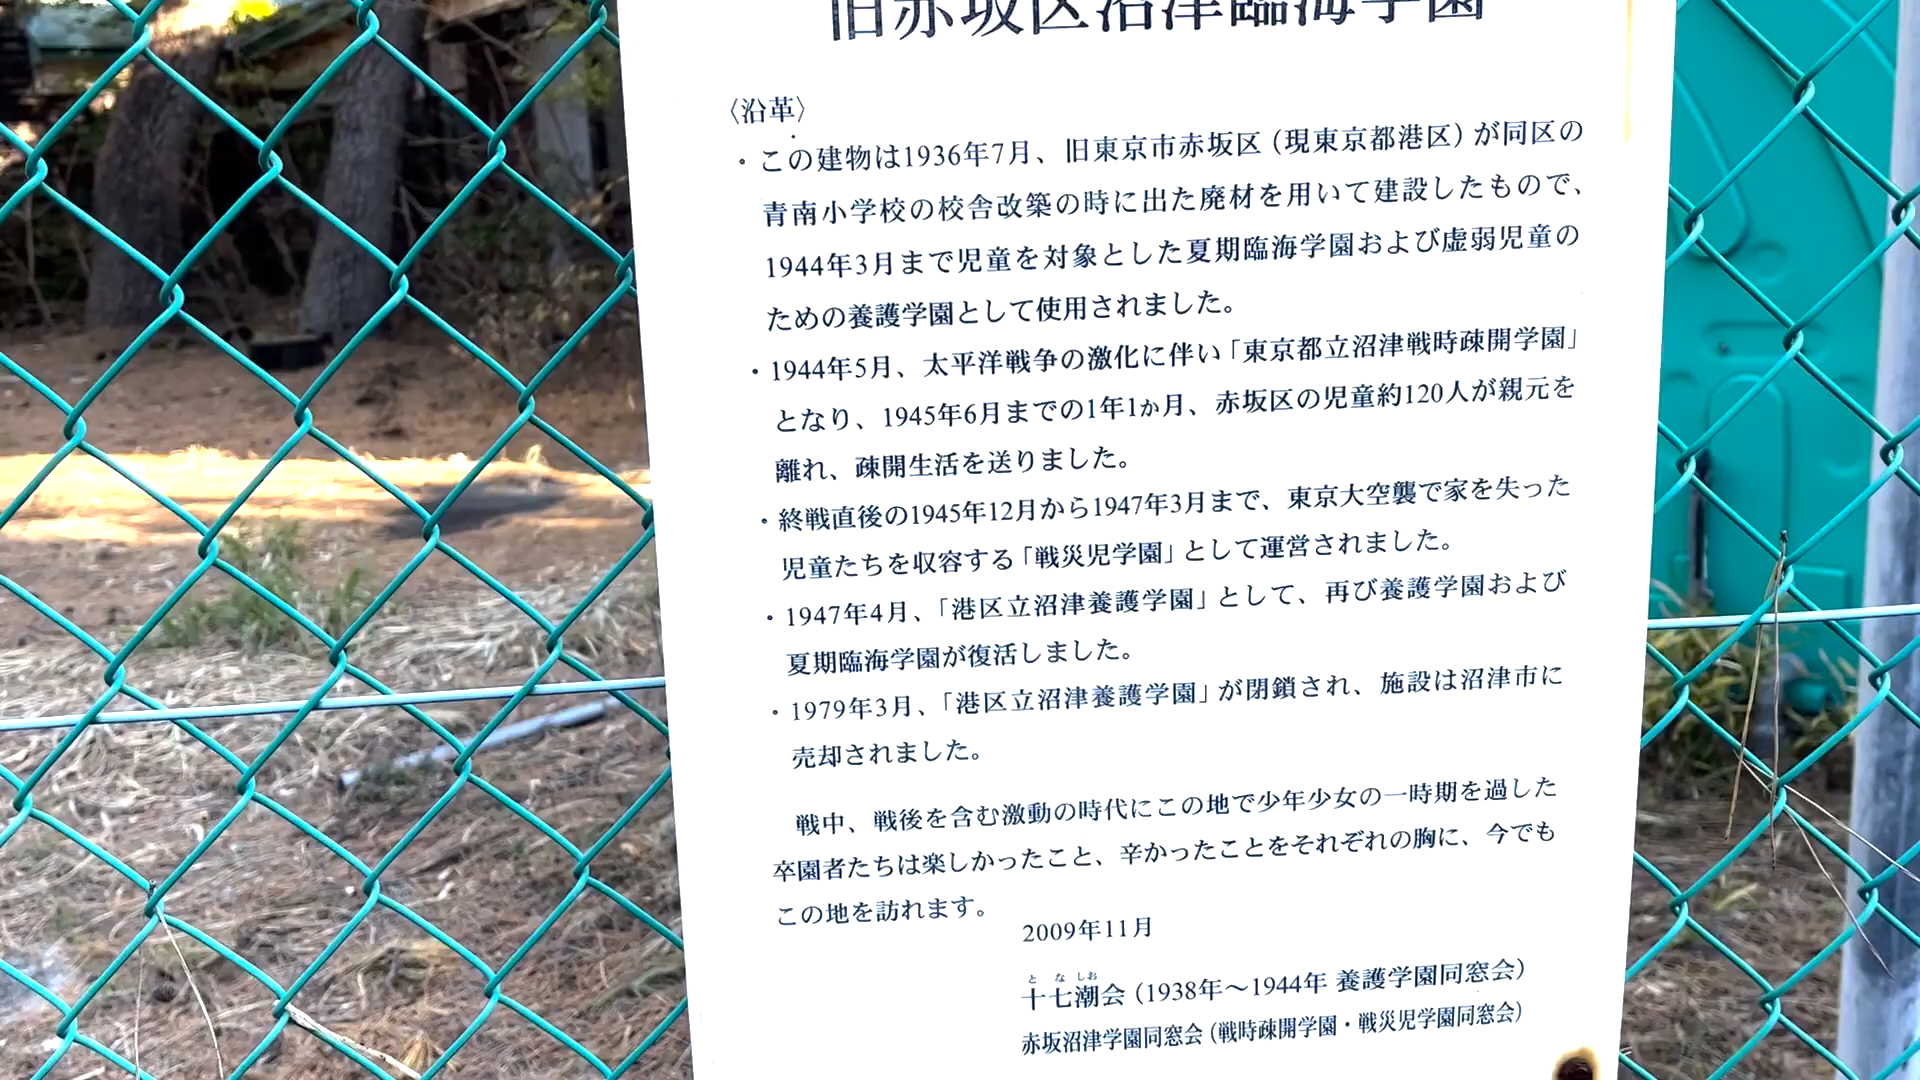 旧赤坂区沼津臨海学園
〈沿革〉
・この建物は1936年7月、旧東京市赤坂区（現東京都港区）が同区の
青南小学校の校舎改築の時に出た廃材を用いて建設したもので、
1944年3月まで児童を対象とした夏期臨海学園および虚弱児童の
ための養護学園として使用されました。
・1944年5月、太平洋戦争の激化に伴い「東京都立沼津戦時疎開学園」
となり、1945年6月までの1年1か月、赤坂区の児童約120人が親元を
離れ、疎開生活を送りました。
・終戦直後の1945年12月から1947年3月まで、東京大空襲で家を失った
児童たちを収容する「戦災児学園」として運営されました。
・1947年4月、「港区立沼津養護学園」として、再び養護学園および
夏期臨海学園が復活しました。
・1979年3月、「港区立沼津養護学園」が閉鎖され、施設は沼津市に
売却されました。
戦中、戦後を含む激動の時代にこの地で少年少女の一時期を過した
卒園者たちは楽しかったこと、辛かったことをそれぞれの胸に、今でも
この地を訪れます。
2009年11月
となしお
十七潮会（1938年～1944年 養護学園同窓会）
赤坂沼津学園同窓会（戦時疎開学園・戦災児学園同窓会）